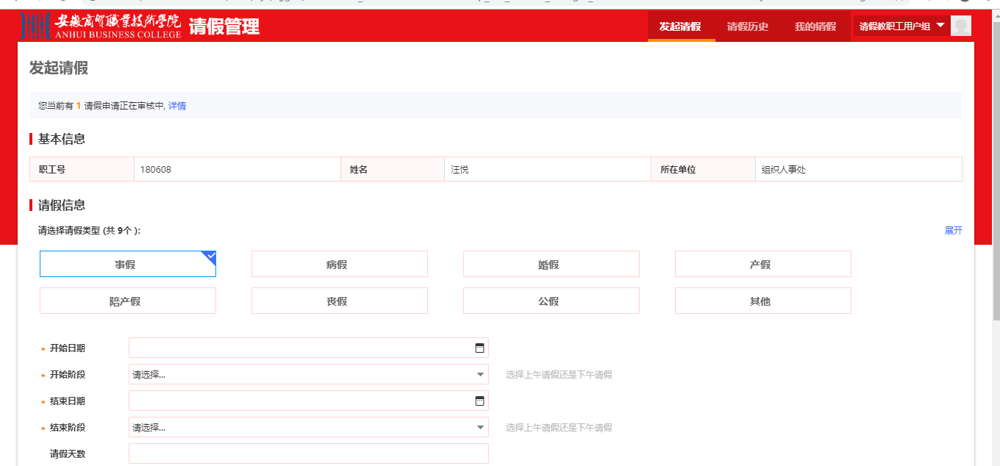 安徽商贸職業技術學院
ANHUI BUSINESS COLLEGE
请假管理
发起请假
请假历史
我的销假
请假教职工用户组
发起请假
您当前有 1 请假申请正在审核中, 详情
基本信息
职工号 180608 姓名 汪悦 所在单位 组织人事处
请假信息
请选择请假类型 (共 9个 ):
展开
事假 病假 婚假 产假
陪产假 丧假 公假 其他
* 开始日期
* 开始阶段 请选择... 选择上午请假还是下午请假
* 结束日期
* 结束阶段 请选择... 选择上午请假还是下午请假
请假天数